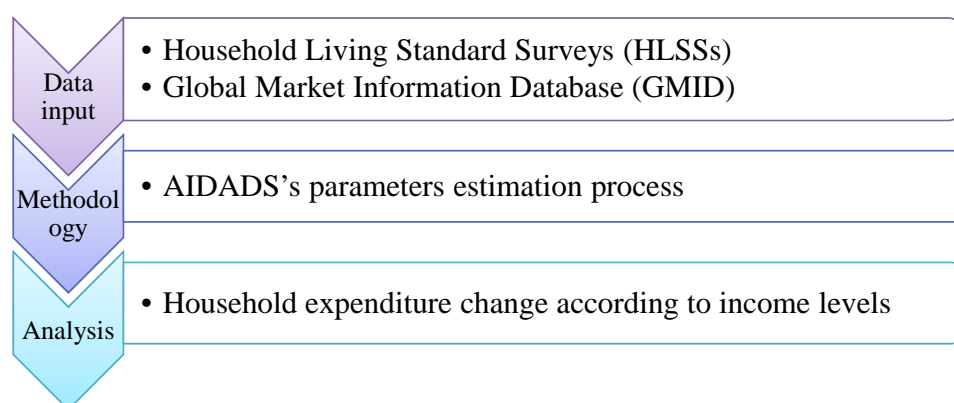 Data
input
• Household Living Standard Surveys (HLSSs)
• Global Market Information Database (GMID)
Methodol
ogy
• AIDADS's parameters estimation process
Analysis
• Household expenditure change according to income levels